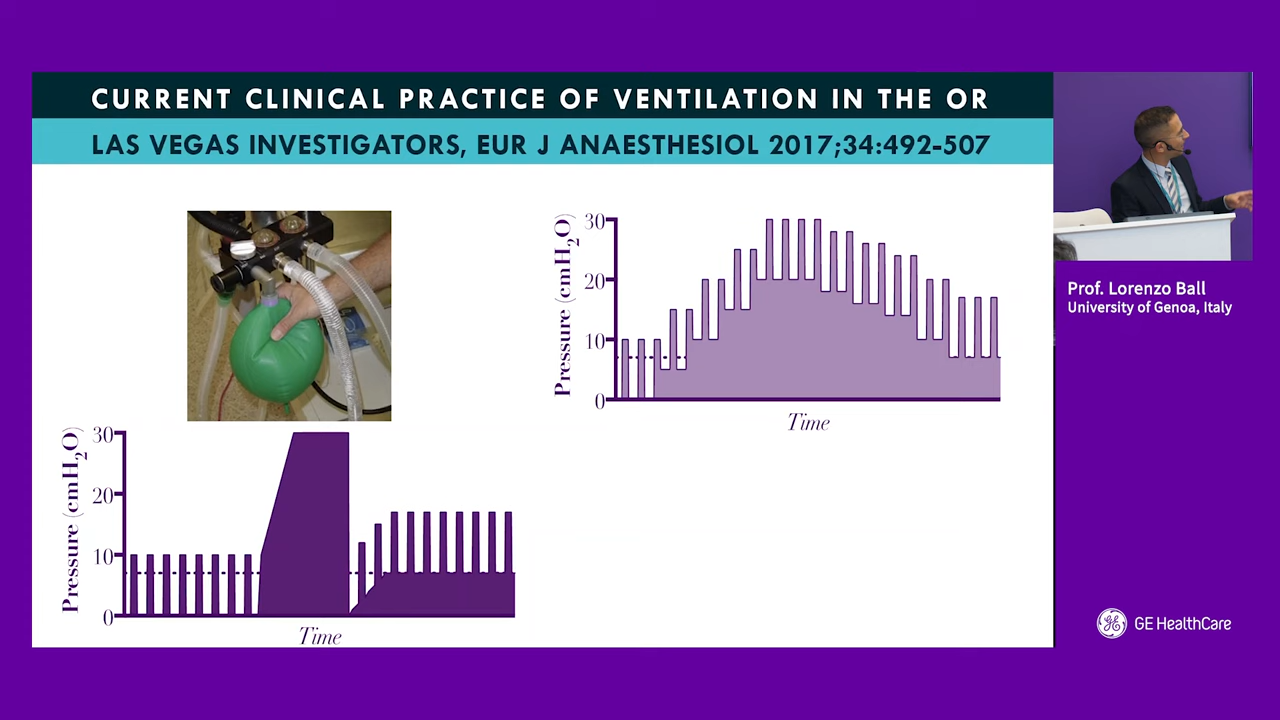 CURRENT CLINICAL PRACTICE OF VENTILATION IN THE OR
LAS VEGAS INVESTIGATORS, EUR J ANAESTHESIOL 2017;34:492-507
Pressure (cmH2O)
30
20
10
0
Time
Pressure (cmH2O)
30
20
10
0
Time
Prof. Lorenzo Ball
University of Genoa, Italy
GE HealthCare